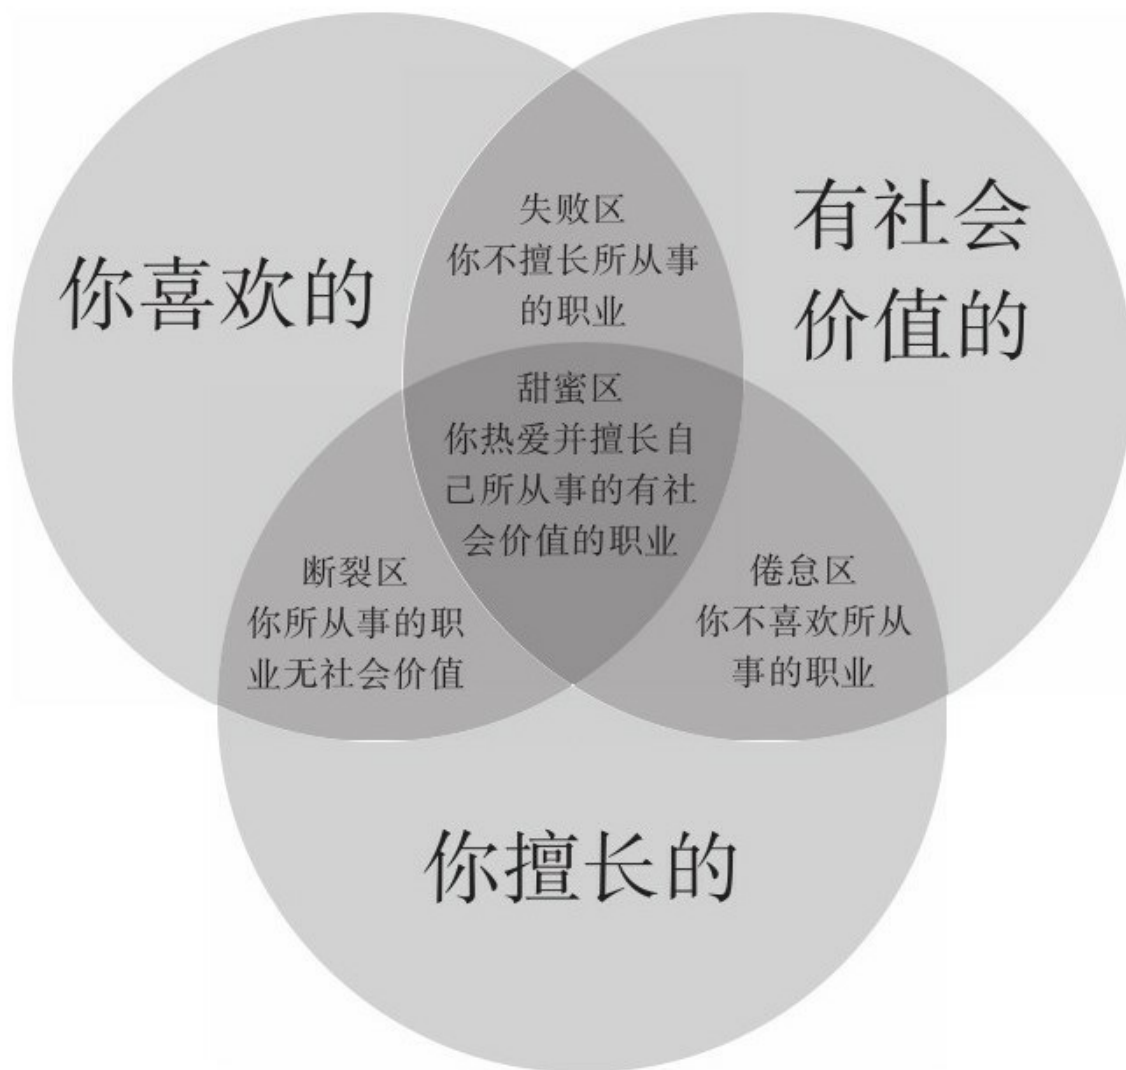 你喜欢的
有社会
价值的
失败区
你不擅长所从事
的职业
甜蜜区
你热爱并擅长自
己所从事的有社
会价值的职业
断裂区
你所从事的职
业无社会价值
倦怠区
你不喜欢所从
事的职业
你擅长的